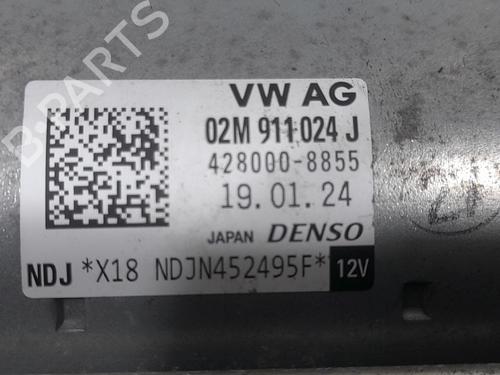 B-PARTS
VW AG
02M 911 024 J
428000-8855
19.01.24
JAPAN DENSO
NDJ *X18 NDJN452495F* 12V